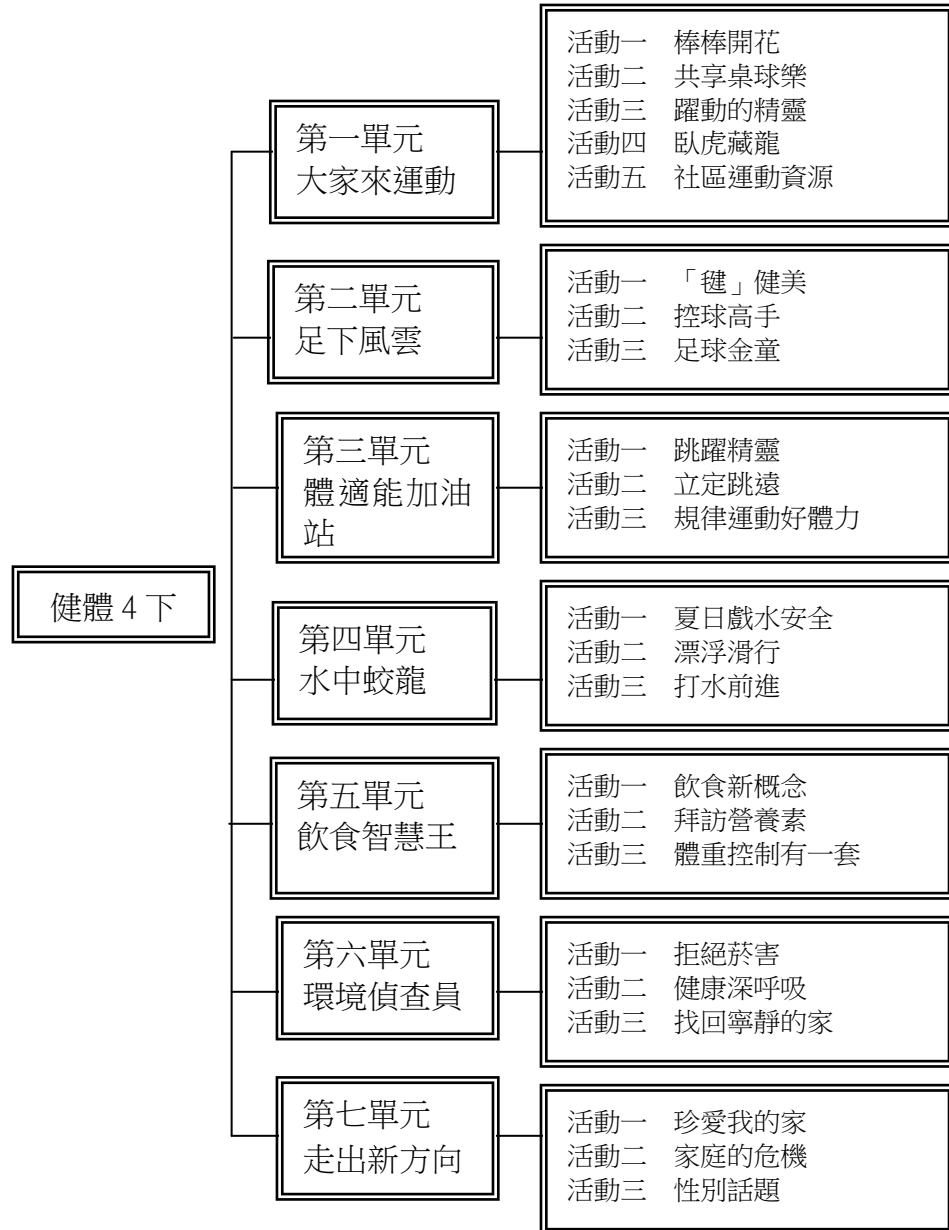 健體4下
第一單元
大家來運動
活動一 棒棒開花
活動二 共享桌球樂
活動三 躍動的精靈
活動四 臥虎藏龍
活動五 社區運動資源
第二單元
足下風雲
活動一 「毽」健美
活動二 控球高手
活動三 足球金童
第三單元
體適能加油
站
活動一 跳躍精靈
活動二 立定跳遠
活動三 規律運動好體力
第四單元
水中蛟龍
活動一 夏日戲水安全
活動二 漂浮滑行
活動三 打水前進
第五單元
飲食智慧王
活動一 飲食新概念
活動二 拜訪營養素
活動三 體重控制有一套
第六單元
環境偵查員
活動一 拒絕菸害
活動二 健康深呼吸
活動三 找回寧靜的家
第七單元
走出新方向
活動一 珍愛我的家
活動二 家庭的危機
活動三 性別話題